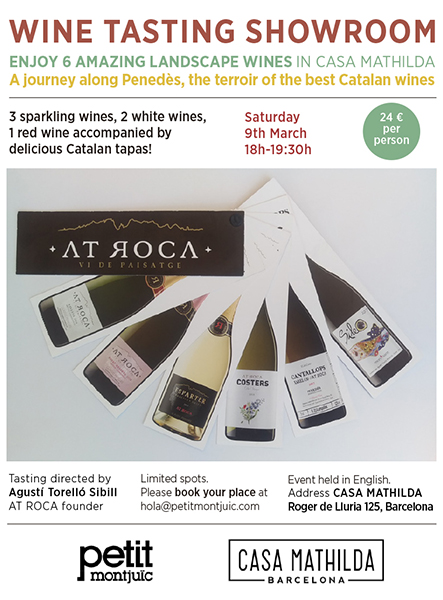 WINE TASTING SHOWROOM
ENJOY 6 AMAZING LANDSCAPE WINES IN CASA MATHILDA
A journey along Penedès, the terroir of the best Catalan wines
3 sparkling wines, 2 white wines,
1 red wine accompanied by
delicious Catalan tapas!
Saturday
9th March
18h-19:30h
24 €
per
person
AT ROCA
VI DE PAISATGE
AT ROCA
AT ROCA
ESPARTER
COSTERS
CANTALLOPS
Tasting directed by
Agustí Torelló Sibill
AT ROCA founder
Limited spots.
Please book your place at
hola@petitmontjuic.com
Event held in English.
Address CASA MATHILDA
Roger de Lluria 125, Barcelona
petit
montjuïc
CASA MATHILDA
BARCELONA